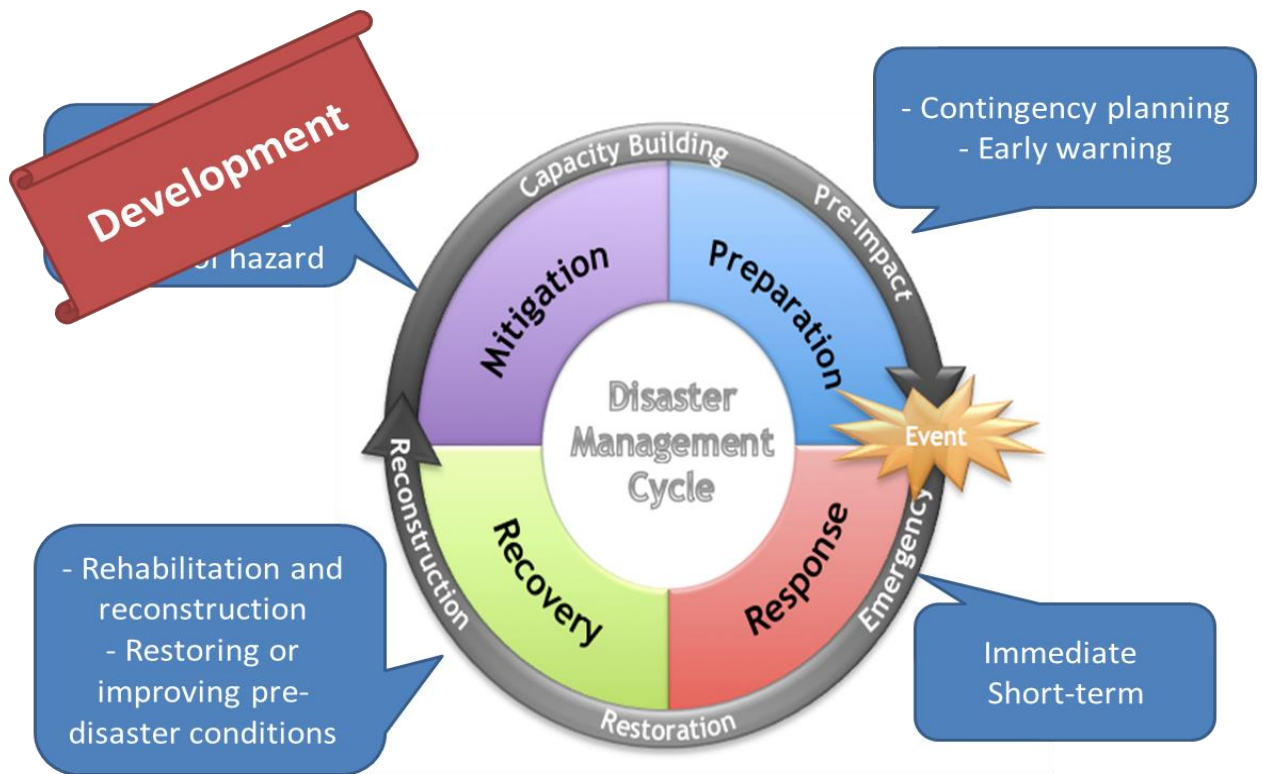 Development
or hazard
- Contingency planning
- Early warning
Capacity Building
Pre-Impact
Mitigation
Preparation
Disaster
Management
Cycle
Event
Reconstruction
Recovery
Response
Emergency
Restoration
- Rehabilitation and
reconstruction
- Restoring or
improving pre-
disaster conditions
Immediate
Short-term